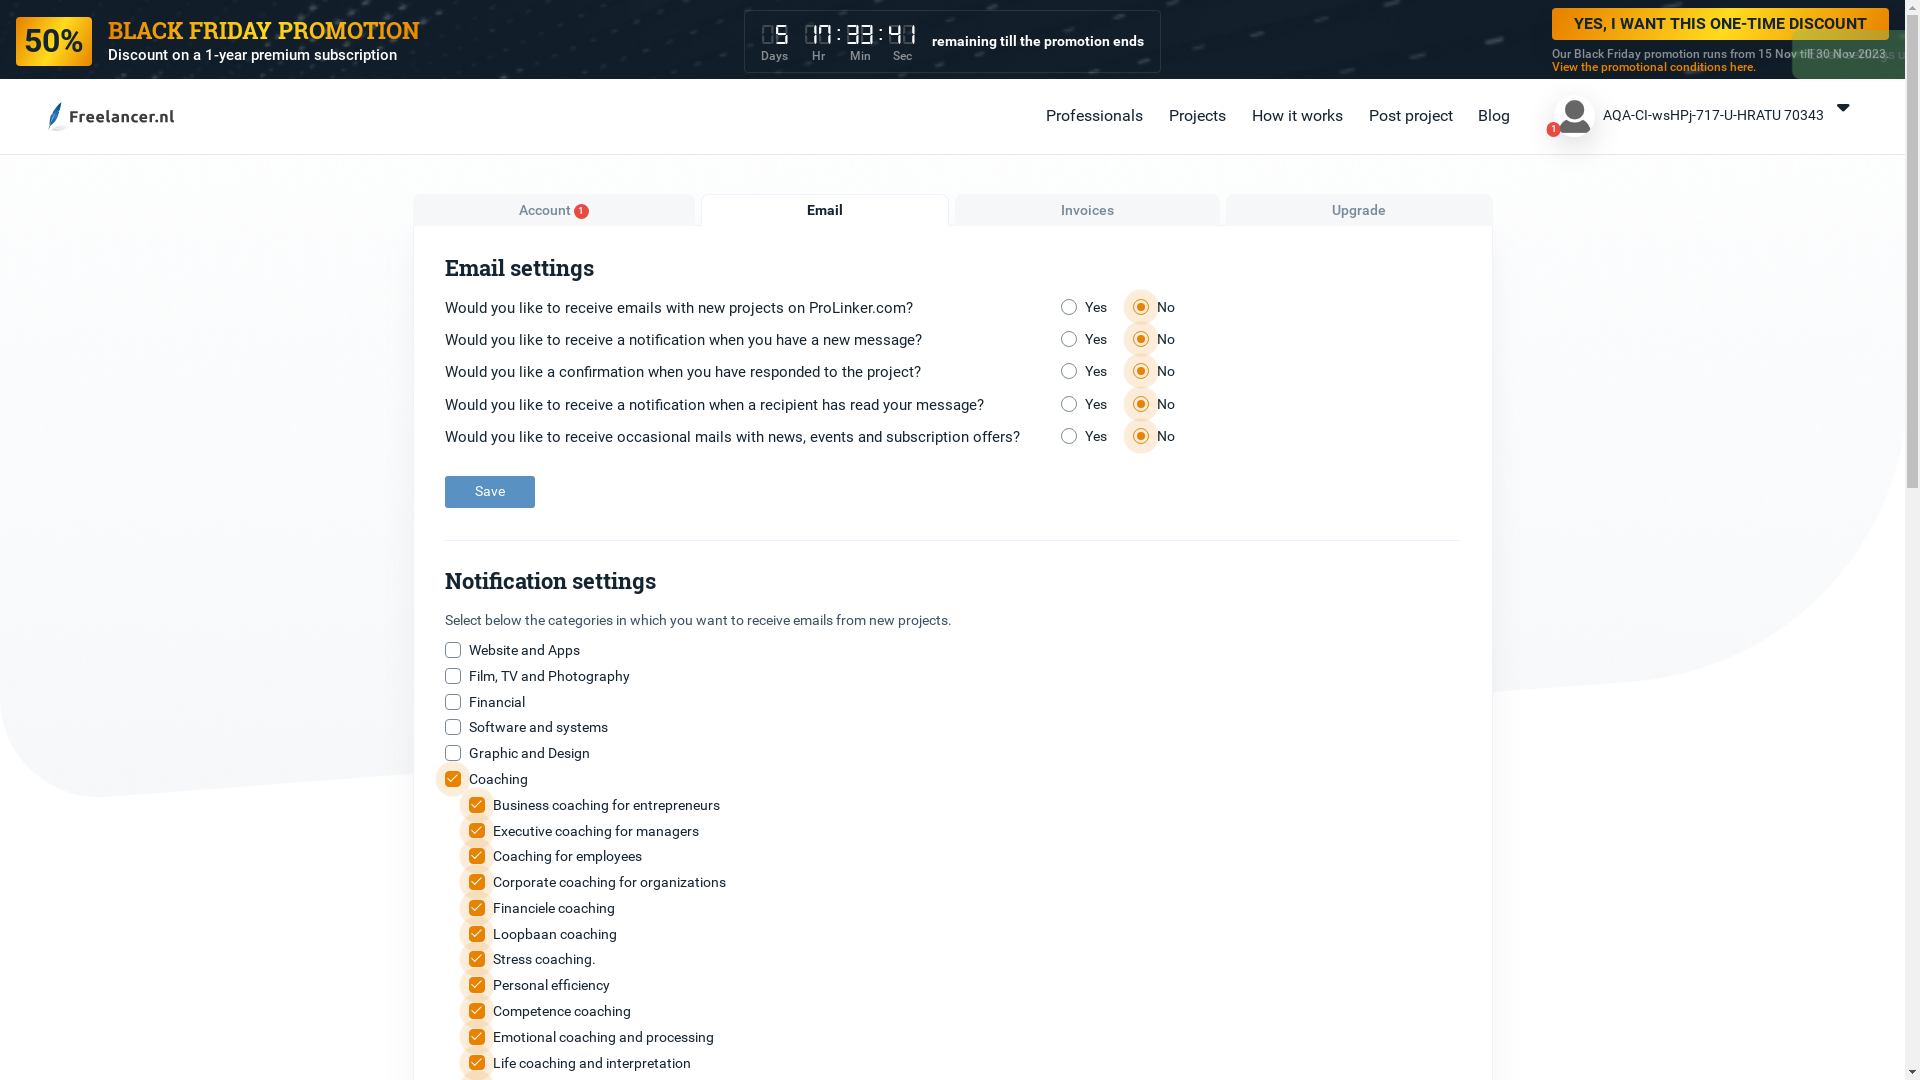 50%
BLACK FRIDAY PROMOTION
Discount on a 1-year premium subscription
5 17:33:41
Days Hr Min Sec
remaining till the promotion ends
YES, I WANT THIS ONE-TIME DISCOUNT
Our Black Friday promotion runs from 15 Nov till 30 Nov 2023.
View the promotional conditions here.
Freelancer.nl
Professionals Projects How it works Post project Blog
1
AQA-CI-wsHPj-717-U-HRATU 70343
Account 1 Email Invoices Upgrade
Email settings
Would you like to receive emails with new projects on ProLinker.com? Yes No
Would you like to receive a notification when you have a new message? Yes No
Would you like a confirmation when you have responded to the project? Yes No
Would you like to receive a notification when a recipient has read your message? Yes No
Would you like to receive occasional mails with news, events and subscription offers? Yes No
Save
Notification settings
Select below the categories in which you want to receive emails from new projects.
Website and Apps
Film, TV and Photography
Financial
Software and systems
Graphic and Design
Coaching
Business coaching for entrepreneurs
Executive coaching for managers
Coaching for employees
Corporate coaching for organizations
Financiele coaching
Loopbaan coaching
Stress coaching.
Personal efficiency
Competence coaching
Emotional coaching and processing
Life coaching and interpretation